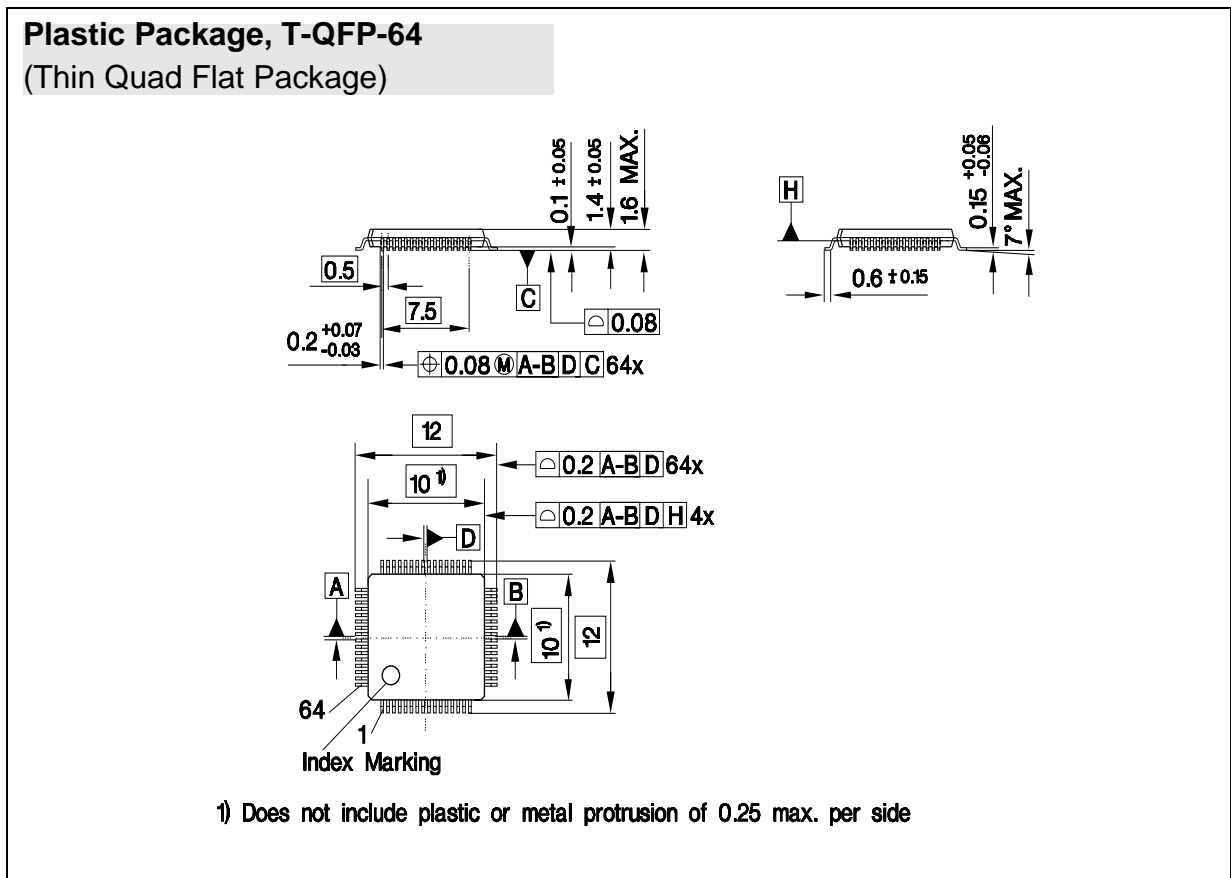 Plastic Package, T-QFP-64
(Thin Quad Flat Package)
0.1 ± 0.05
1.4 ± 0.05
1.6 MAX.
H
0.15 +0.05 -0.06
7° MAX.
0.5
C
0.6 ± 0.15
7.5
⌓ 0.08
0.2 +0.07 -0.03
⌖ 0.08 Ⓜ A-B D C 64x
12
⌓ 0.2 A-B D 64x
10 1)
⌓ 0.2 A-B D H 4x
D
A
B
10 1)
12
64
1
Index Marking
1) Does not include plastic or metal protrusion of 0.25 max. per side